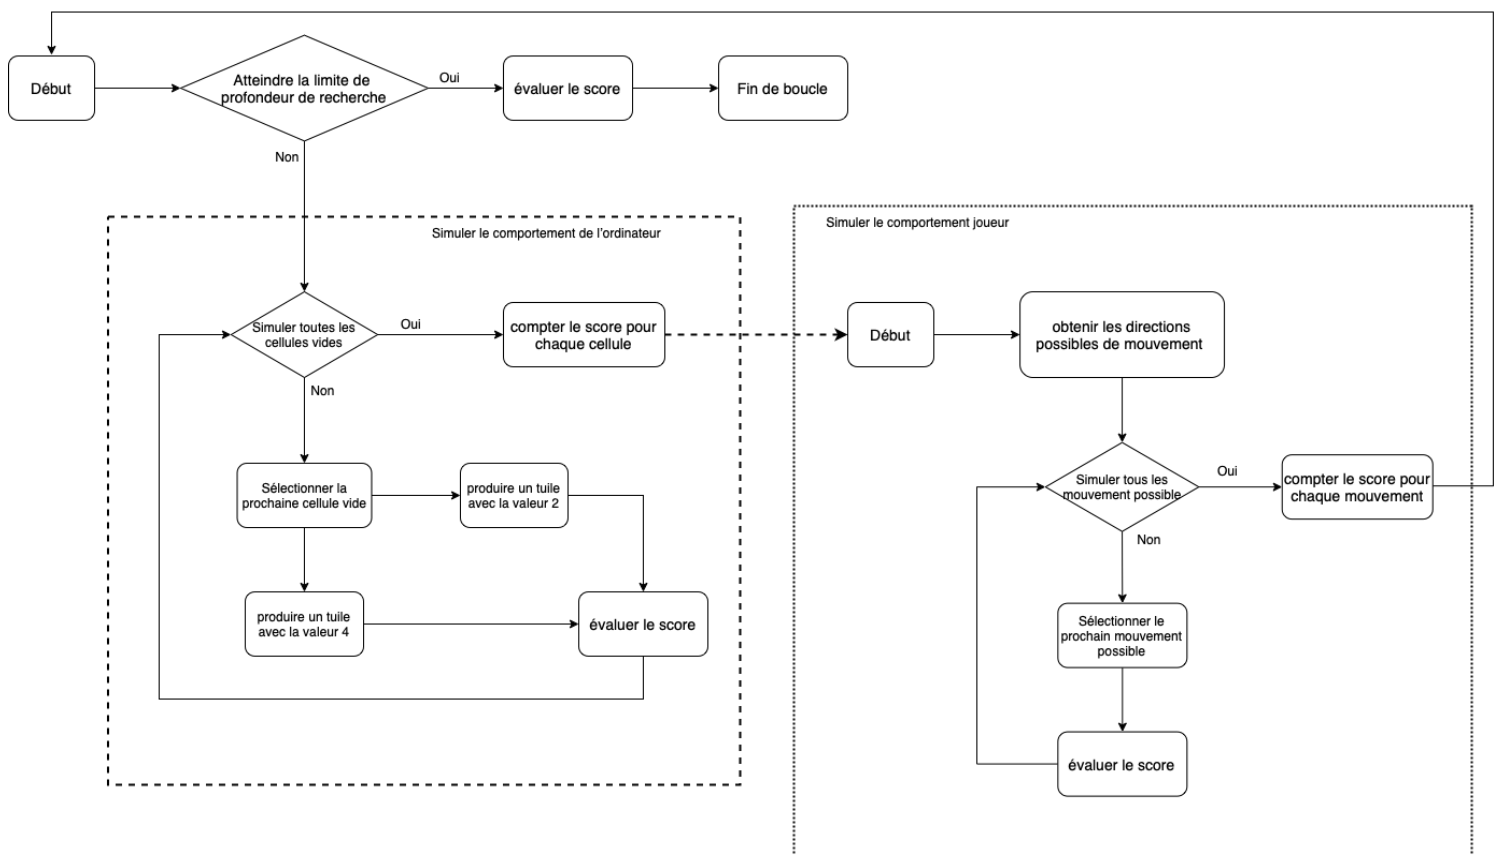 Début
Atteindre la limite de
profondeur de recherche
Oui
évaluer le score
Fin de boucle
Non
Simuler le comportement de l'ordinateur
Simuler toutes les
cellules vides
Oui
compter le score pour
chaque cellule
Non
Sélectionner la
prochaine cellule vide
produire un tuile
avec la valeur 2
produire un tuile
avec la valeur 4
évaluer le score
Simuler le comportement joueur
Début
obtenir les directions
possibles de mouvement
Simuler tous les
mouvement possible
Oui
compter le score pour
chaque mouvement
Non
Sélectionner le
prochain mouvement
possible
évaluer le score